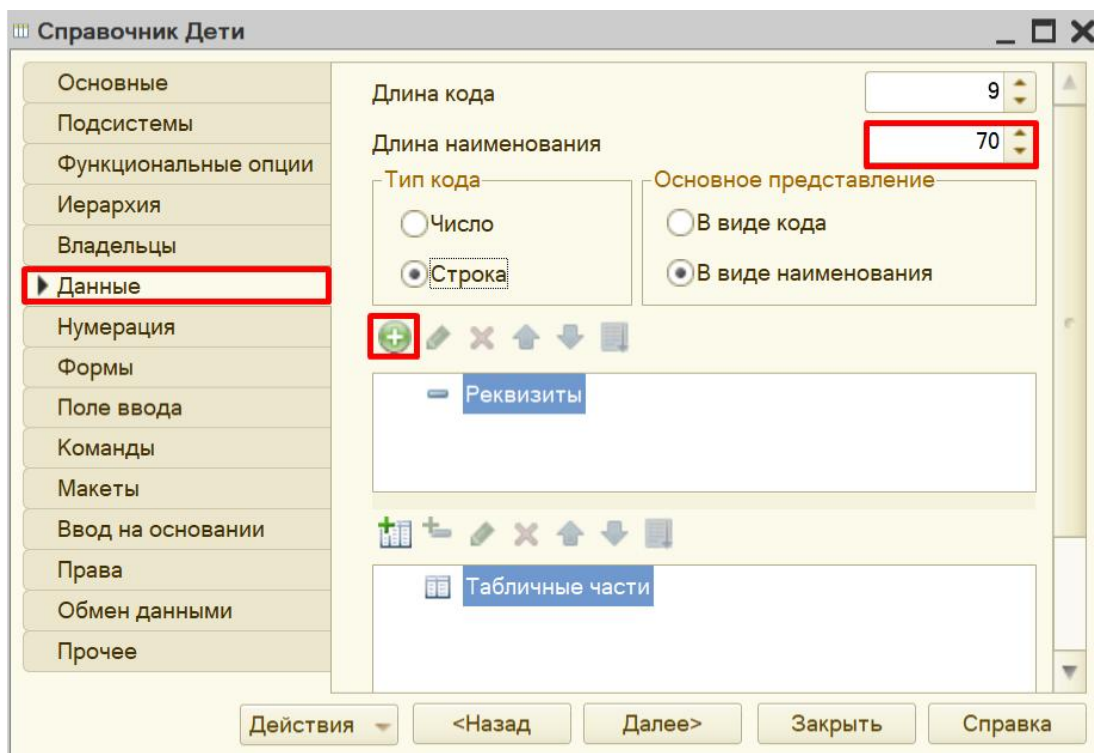 Справочник Дети
Основные
Подсистемы
Функциональные опции
Иерархия
Владельцы
Данные
Нумерация
Формы
Поле ввода
Команды
Макеты
Ввод на основании
Права
Обмен данными
Прочее
Длина кода 9
Длина наименования 70
Тип кода
Число
Строка
Основное представление
В виде кода
В виде наименования
Реквизиты
Табличные части
Действия <Назад Далее> Закрыть Справка